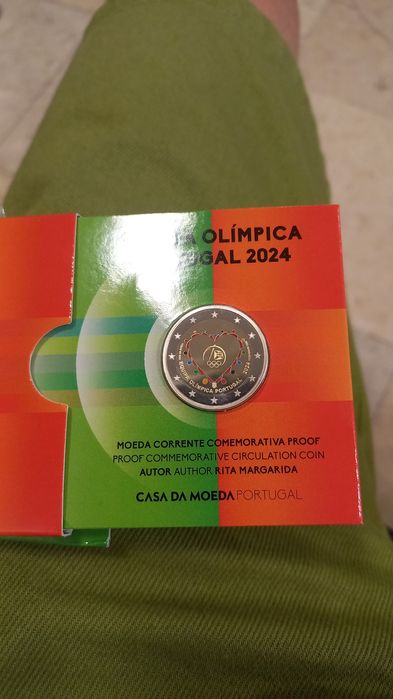 OLÍMPICA
2024
MOEDA CORRENTE COMEMORATIVA PROOF
PROOF COMMEMORATIVE CIRCULATION COIN
AUTOR AUTHOR RITA MARGARIDA
CASA DA MOEDA PORTUGAL
EQUIPA OLÍMPICA PORTUGAL 2024